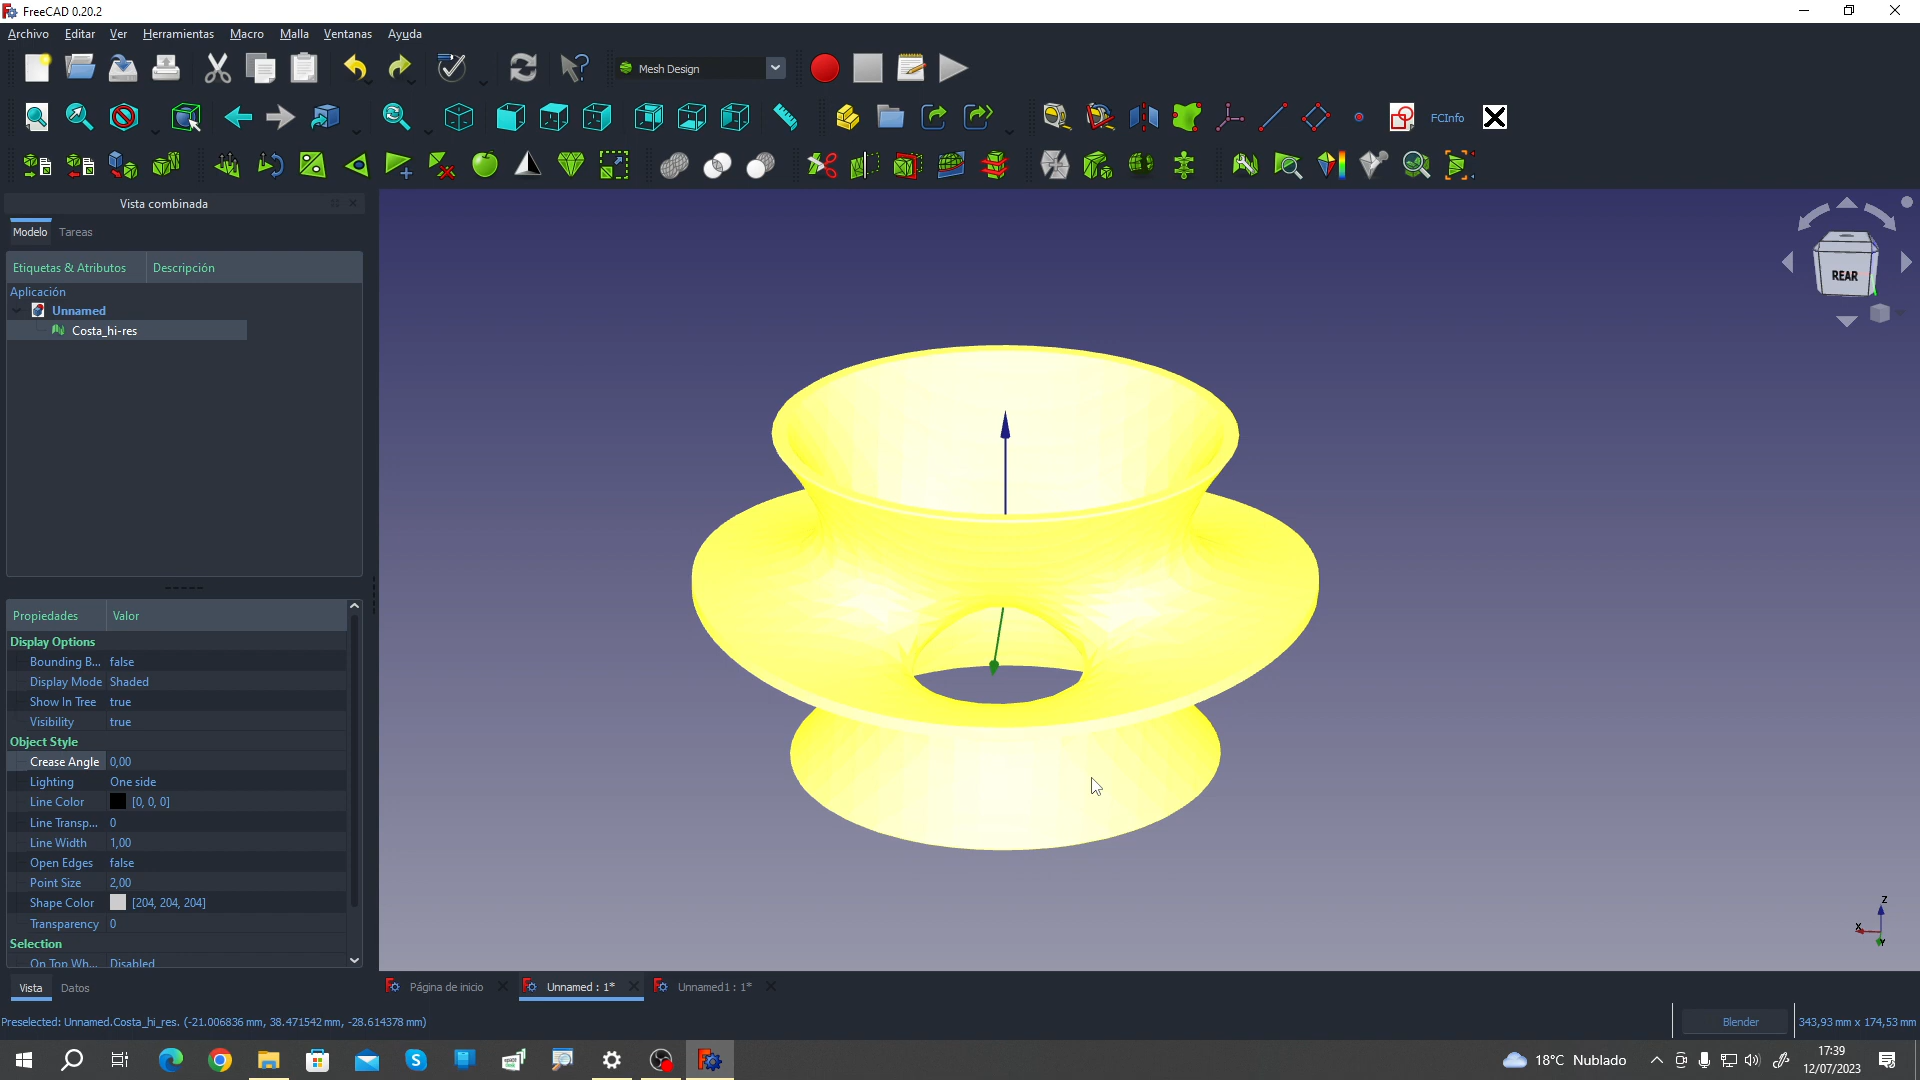 FreeCAD 0.20.2
Archivo Editar Ver Herramientas Macro Malla Ventanas Ayuda
Mesh Design
FCInfo
Vista combinada
Modelo Tareas
Etiquetas & Atributos Descripción
Aplicación
Unnamed
Costa_hi-res
REAR
Propiedades Valor
Display Options
Bounding B... false
Display Mode Shaded
Show In Tree true
Visibility true
Object Style
Crease Angle 0,00
Lighting One side
Line Color [0, 0, 0]
Line Transp... 0
Line Width 1,00
Open Edges false
Point Size 2,00
Shape Color [204, 204, 204]
Transparency 0
Selection
On Top Wh... Disabled
Z
X
Y
Vista Datos
Página de inicio Unnamed : 1* Unnamed1 : 1*
Preselected: Unnamed.Costa_hi_res. (-21.006836 mm, 38.471542 mm, -28.614378 mm)
Blender 343,93 mm x 174,53 mm
18°C Nublado
17:39
12/07/2023